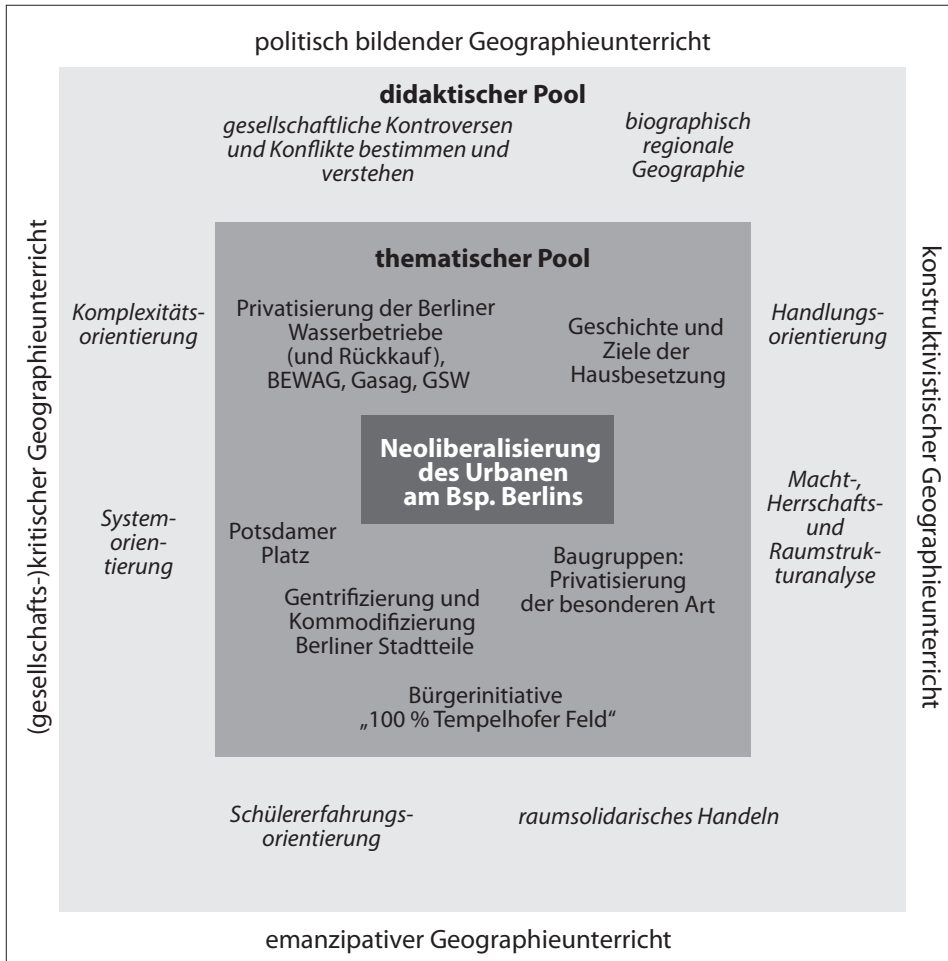 politisch bildender Geographieunterricht
didaktischer Pool
gesellschaftliche Kontroversen
und Konflikte bestimmen und
verstehen
biographisch
regionale
Geographie
(gesellschafts-)kritischer Geographieunterricht
konstruktivistischer Geographieunterricht
Komplexitäts-
orientierung
thematischer Pool
Privatisierung der Berliner
Wasserbetriebe
(und Rückkauf),
BEWAG, Gasag, GSW
Geschichte und
Ziele der
Hausbesetzung
Handlungs-
orientierung
Neoliberalisierung
des Urbanen
am Bsp. Berlins
System-
orien-
tierung
Potsdamer
Platz
Baugruppen:
Privatisierung
der besonderen Art
Macht-,
Herrschafts-
und
Raumstruk-
turanalyse
Gentrifizierung und
Kommodifizierung
Berliner Stadtteile
Bürgerinitiative
„100 % Tempelhofer Feld“
Schülererfahrungs-
orientierung
raumsolidarisches Handeln
emanzipativer Geographieunterricht